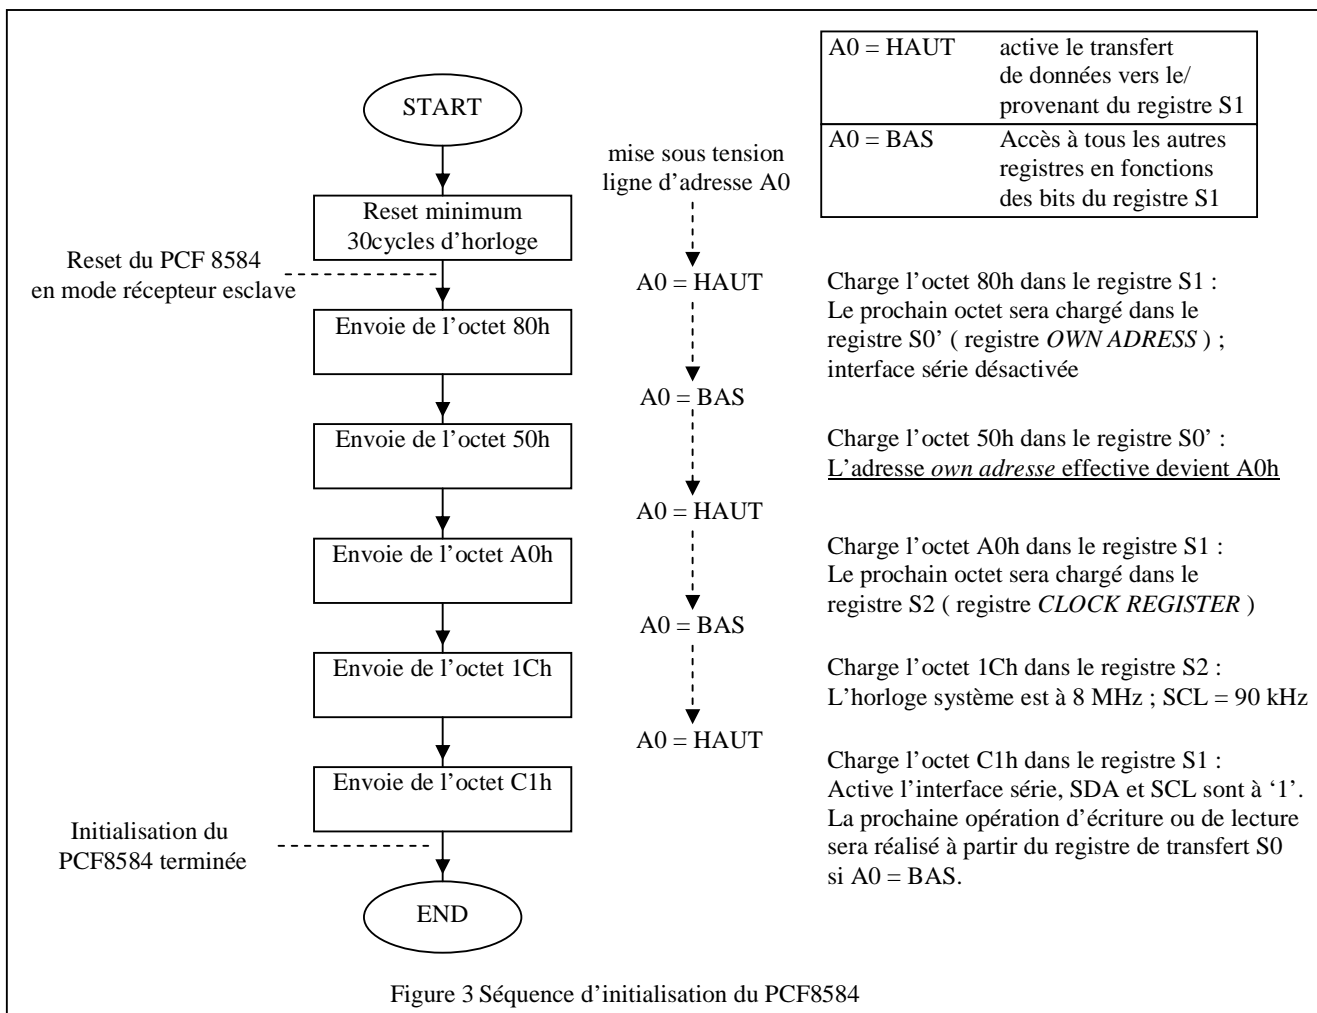 START
Reset minimum
30cycles d’horloge
Reset du PCF 8584
en mode récepteur esclave
Envoie de l’octet 80h
Envoie de l’octet 50h
Envoie de l’octet A0h
Envoie de l’octet 1Ch
Envoie de l’octet C1h
Initialisation du
PCF8584 terminée
END
mise sous tension
ligne d’adresse A0
A0 = HAUT
A0 = BAS
A0 = HAUT
A0 = BAS
A0 = HAUT
A0 = HAUT active le transfert
de données vers le/
provenant du registre S1
A0 = BAS Accès à tous les autres
registres en fonctions
des bits du registre S1
Charge l’octet 80h dans le registre S1 :
Le prochain octet sera chargé dans le
registre S0’ ( registre OWN ADRESS ) ;
interface série désactivée
Charge l’octet 50h dans le registre S0’ :
L’adresse own adresse effective devient A0h
Charge l’octet A0h dans le registre S1 :
Le prochain octet sera chargé dans le
registre S2 ( registre CLOCK REGISTER )
Charge l’octet 1Ch dans le registre S2 :
L’horloge système est à 8 MHz ; SCL = 90 kHz
Charge l’octet C1h dans le registre S1 :
Active l’interface série, SDA et SCL sont à ‘1’.
La prochaine opération d’écriture ou de lecture
sera réalisé à partir du registre de transfert S0
si A0 = BAS.
Figure 3 Séquence d’initialisation du PCF8584